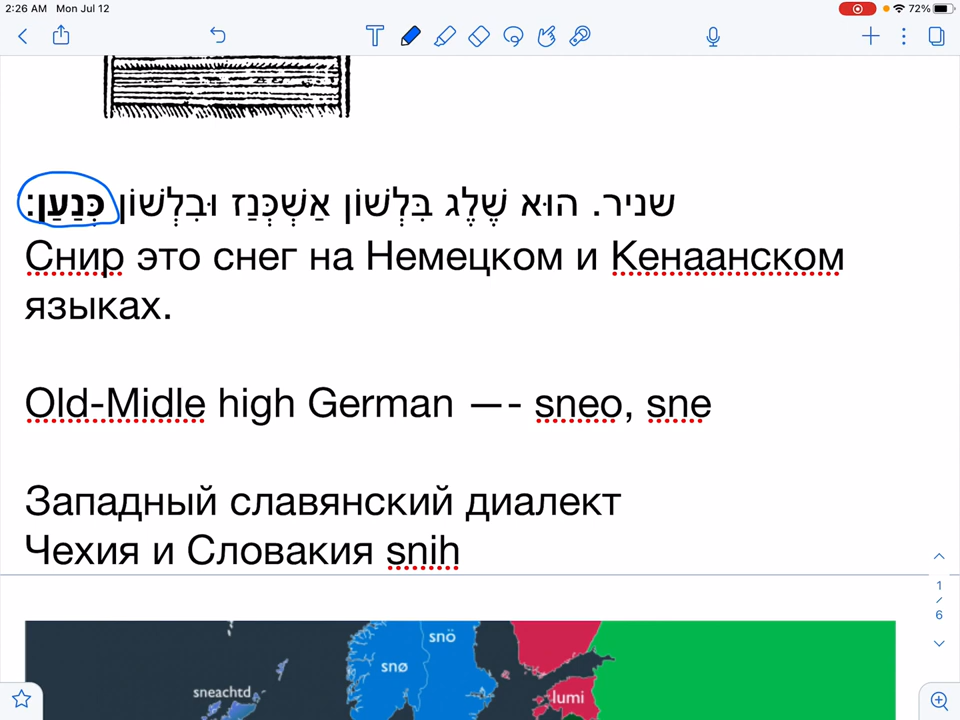 2:26 AM Mon Jul 12
72%
שניר. הוּא שֶׁלֶג בִּלְשׁוֹן אַשְׁכְּנַז וּבִלְשׁוֹן כְּנַעַן:
Снир это снег на Немецком и Кенаанском
языках.
Old-Midle high German —- sneo, sne
Западный славянский диалект
Чехия и Словакия snih
1
/
6
snö
snø
sneachtd
lumi